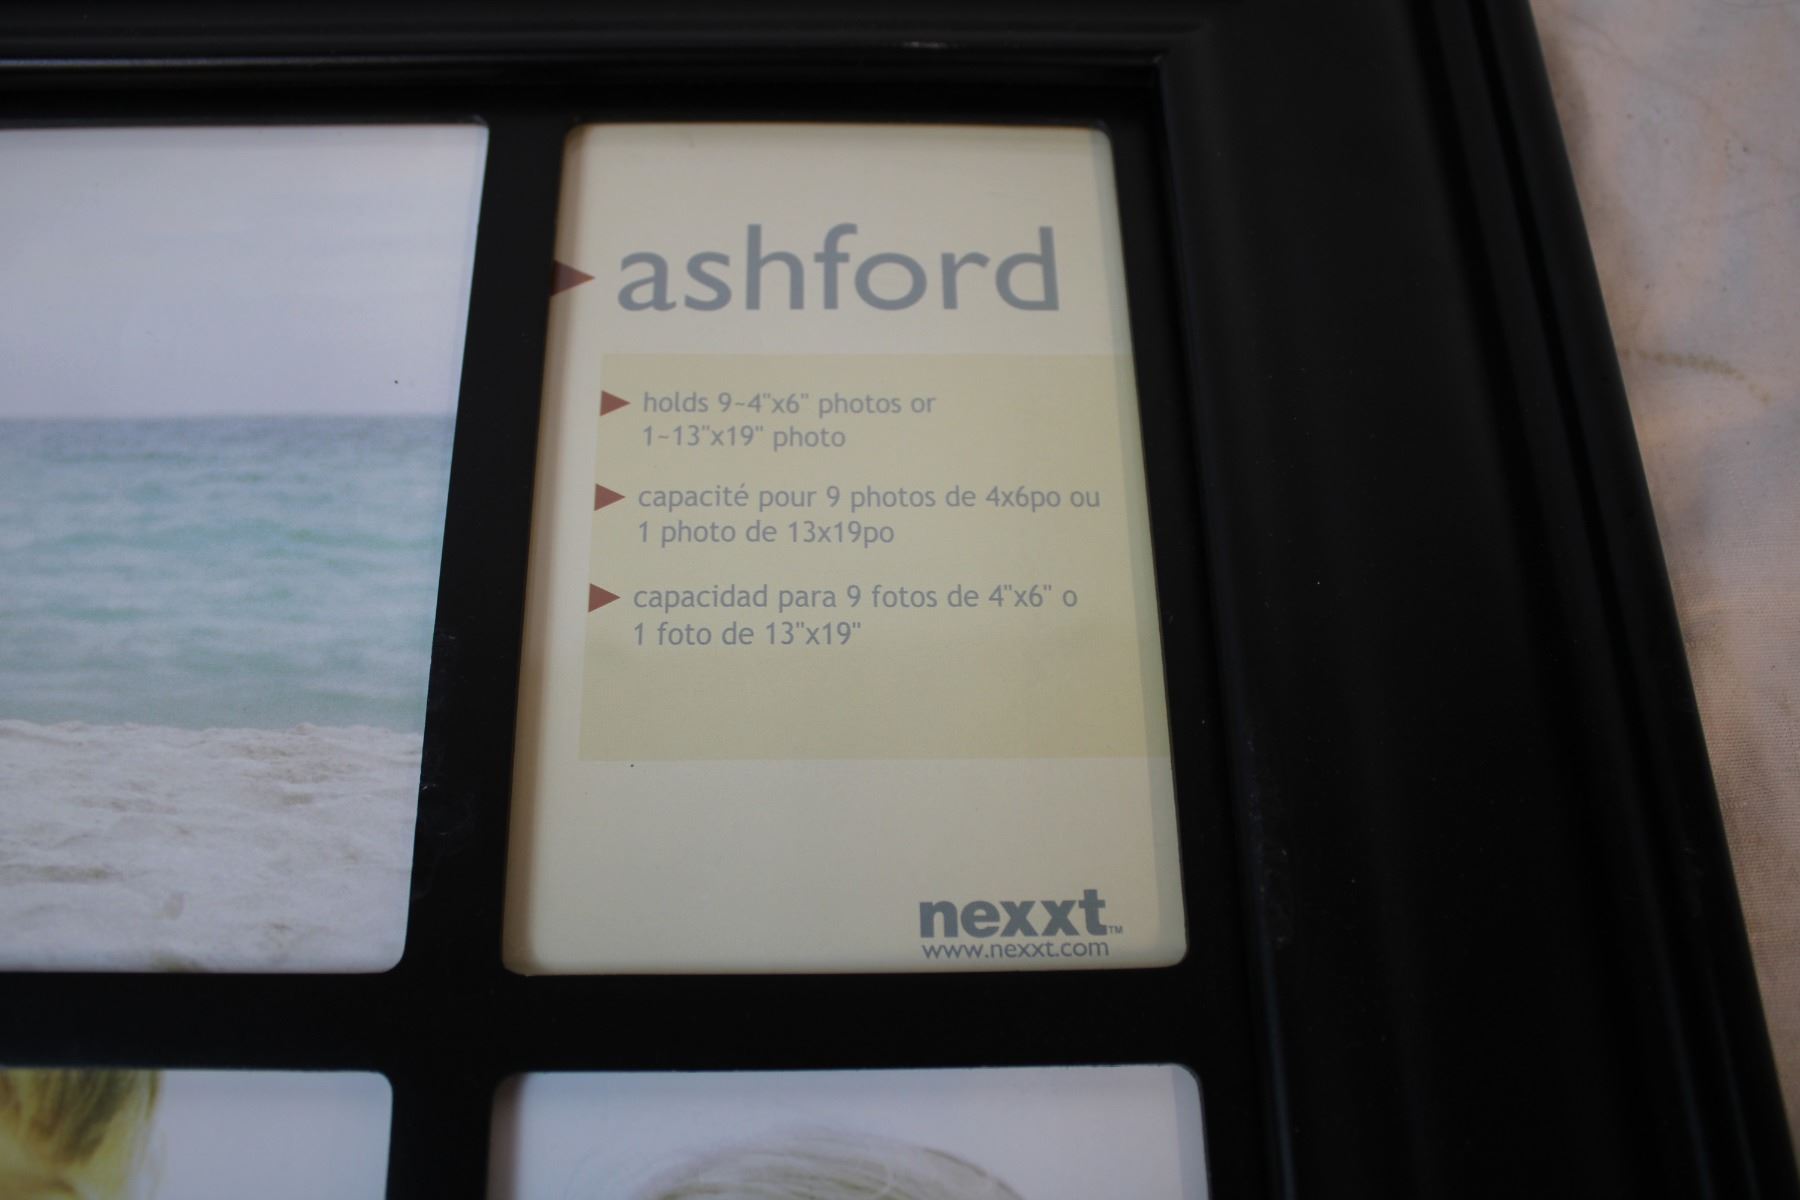 ashford
holds 9~4"x6" photos or
1~13"x19" photo
capacité pour 9 photos de 4x6po ou
1 photo de 13x19po
capacidad para 9 fotos de 4"x6" o
1 foto de 13"x19"
nexxt™
www.nexxt.com